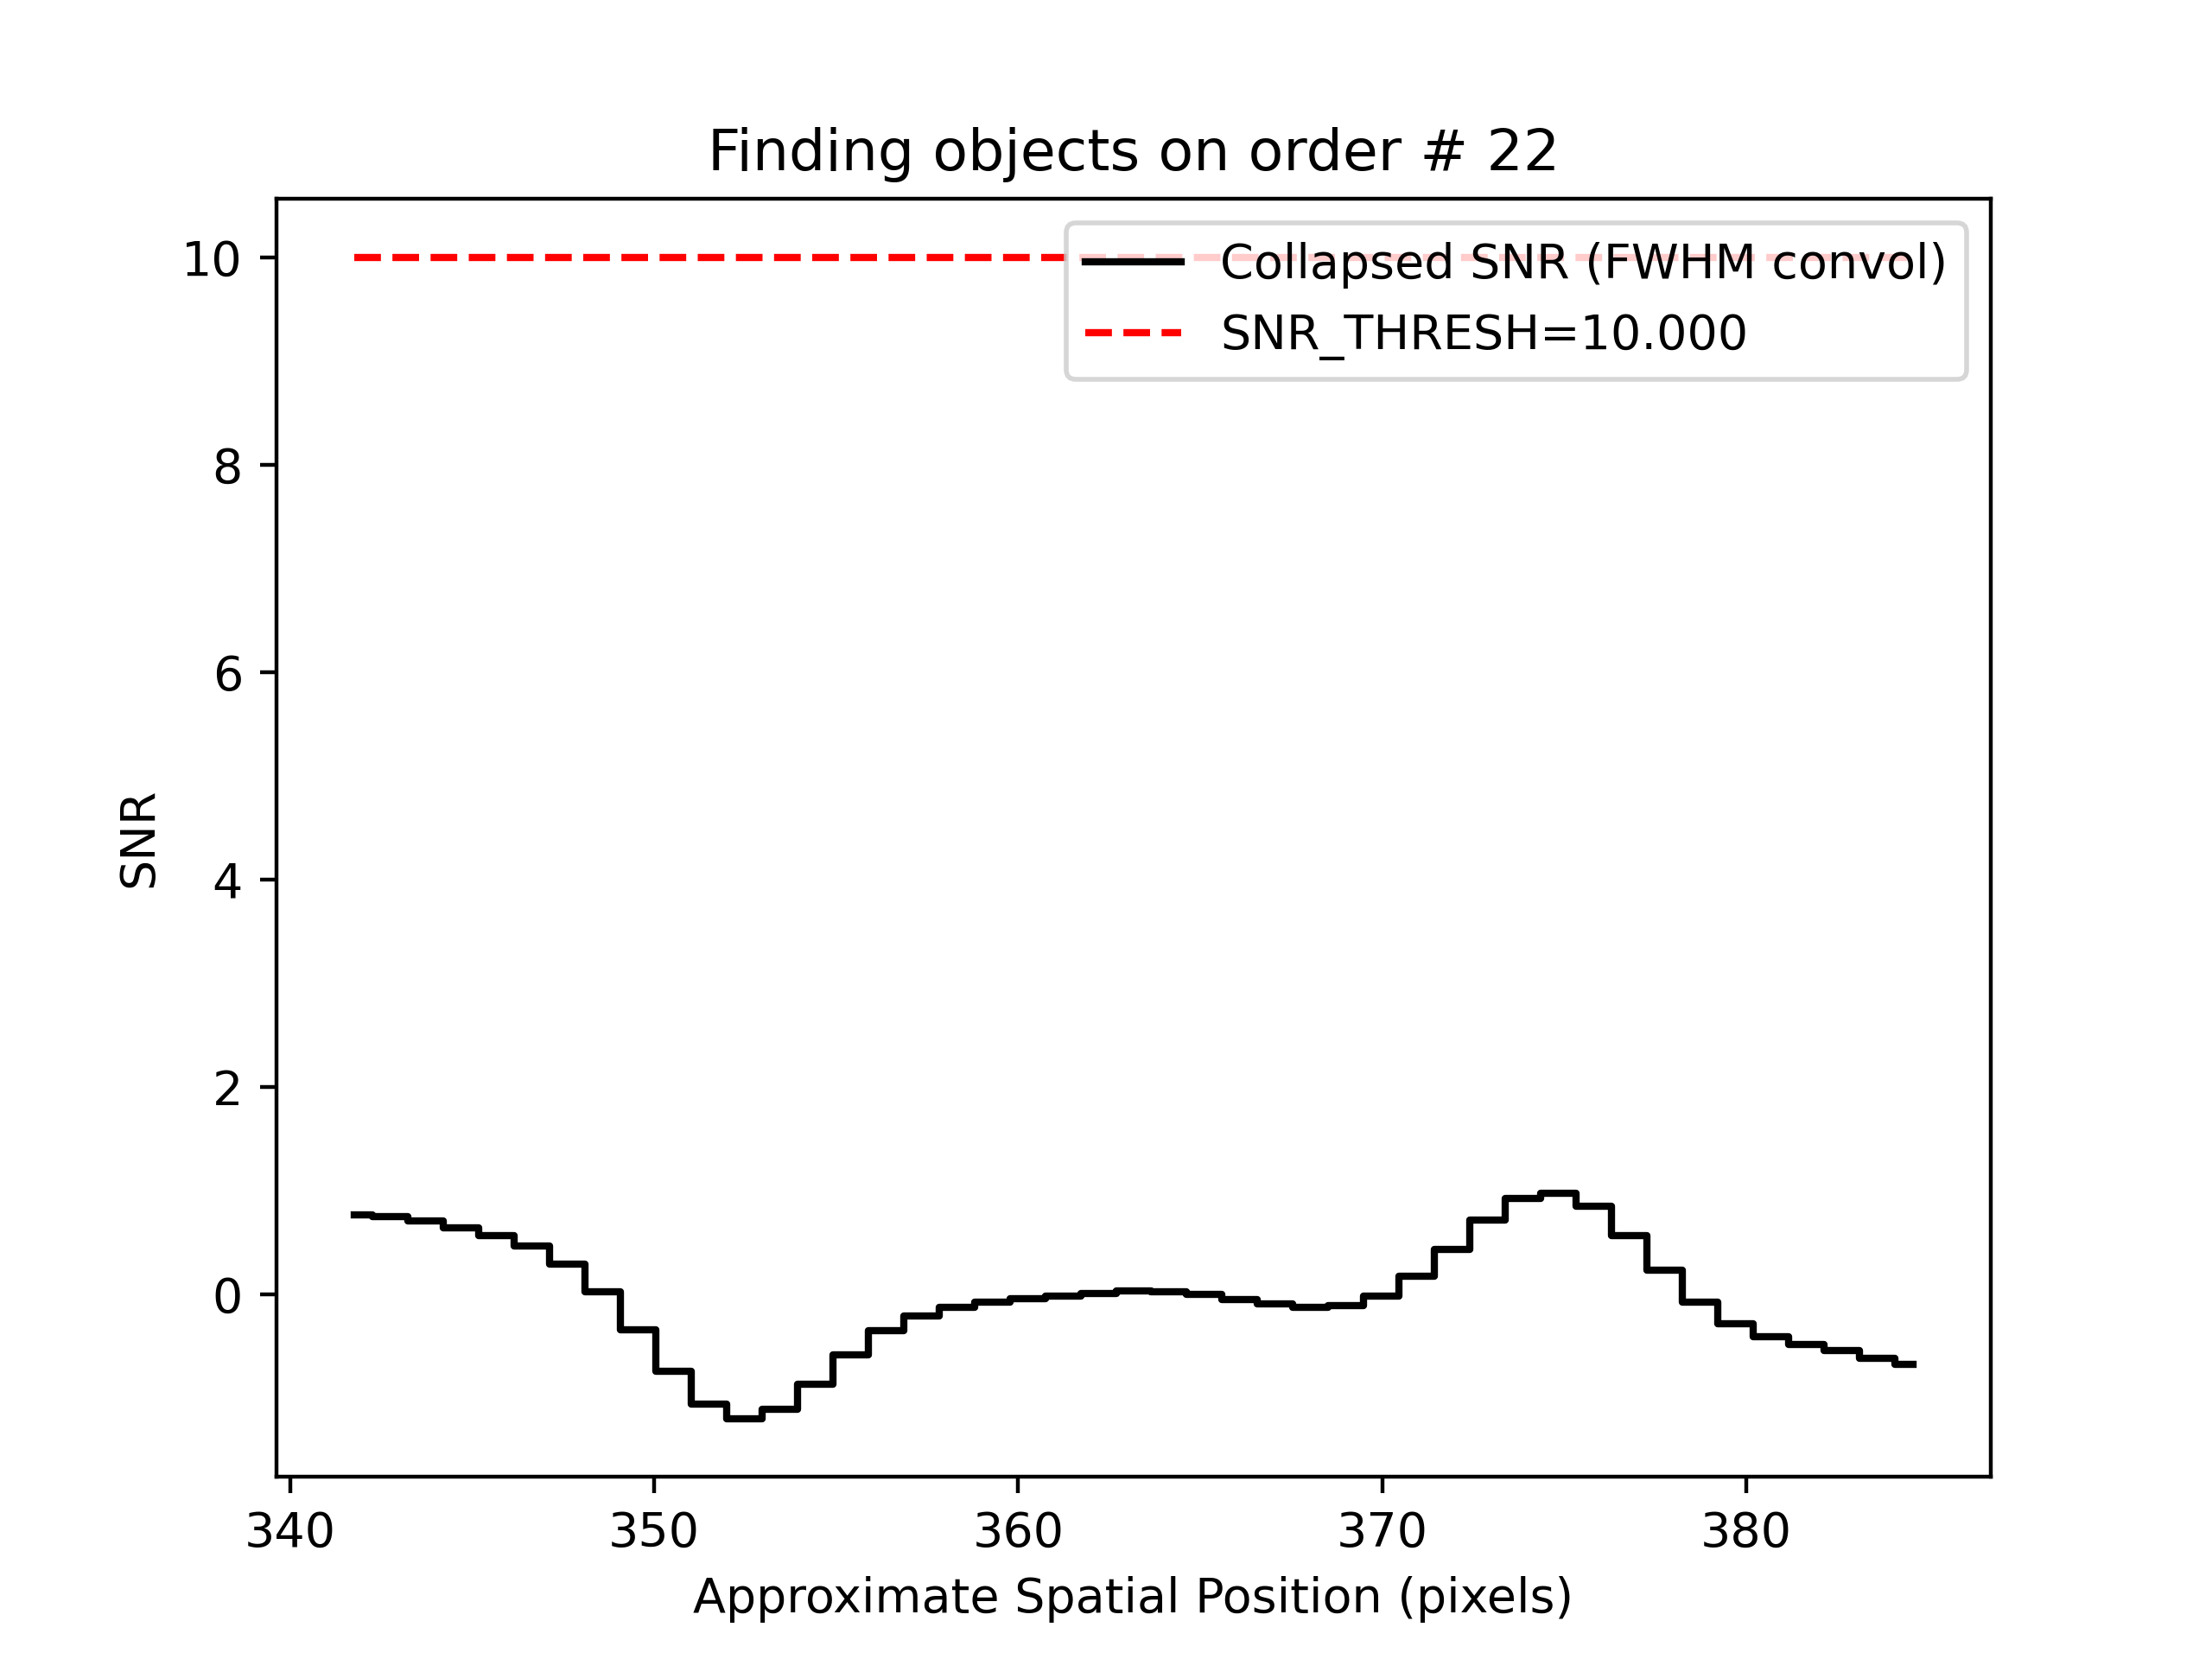 Finding objects on order # 22
Collapsed SNR (FWHM convol)
SNR_THRESH=10.000
10
8
6
4
2
0
SNR
340 350 360 370 380
Approximate Spatial Position (pixels)